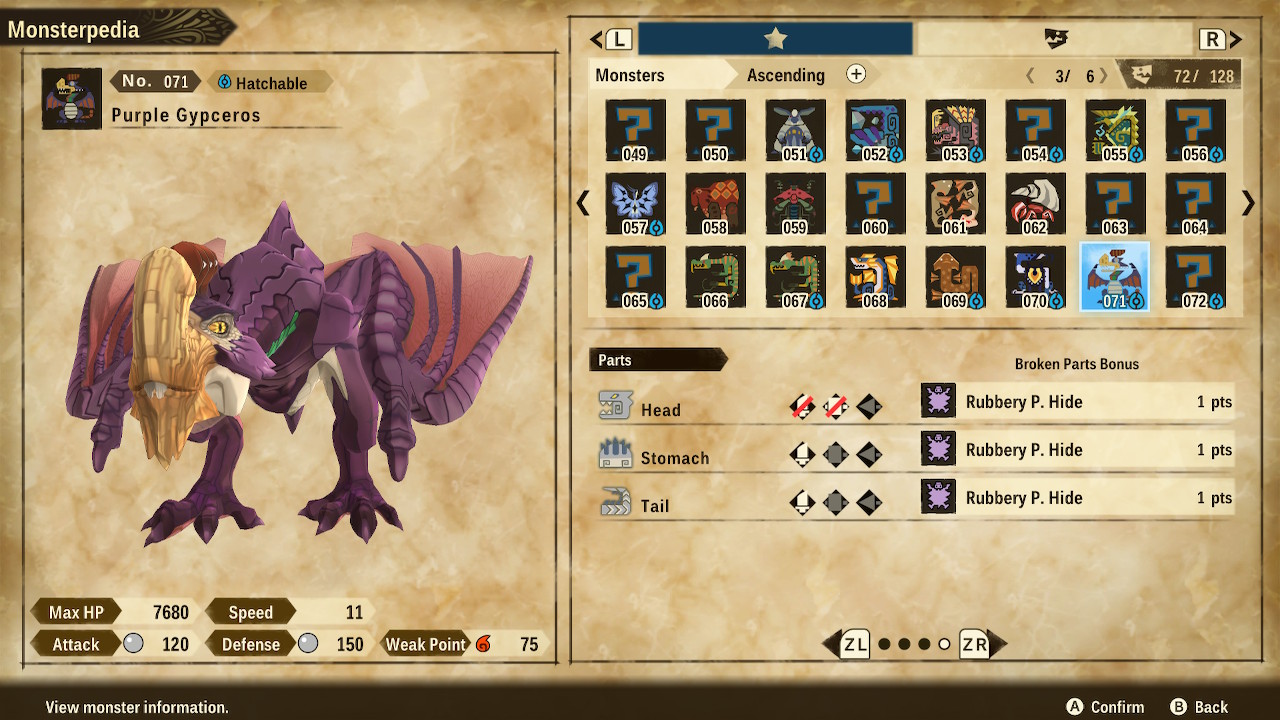 Monsterpedia
No. 071
Hatchable
Purple Gypceros
Max HP 7680
Speed 11
Attack 120
Defense 150
Weak Point 75
L
R
Monsters
Ascending
3/ 6
72/ 128
? 049
? 050
051
052
053
? 054
055
? 056
057
058
059
? 060
061
062
? 063
? 064
? 065
066
067
068
069
070
071
? 072
Parts
Broken Parts Bonus
Head
Rubbery P. Hide 1 pts
Stomach
Rubbery P. Hide 1 pts
Tail
Rubbery P. Hide 1 pts
ZL
ZR
View monster information.
A Confirm
B Back